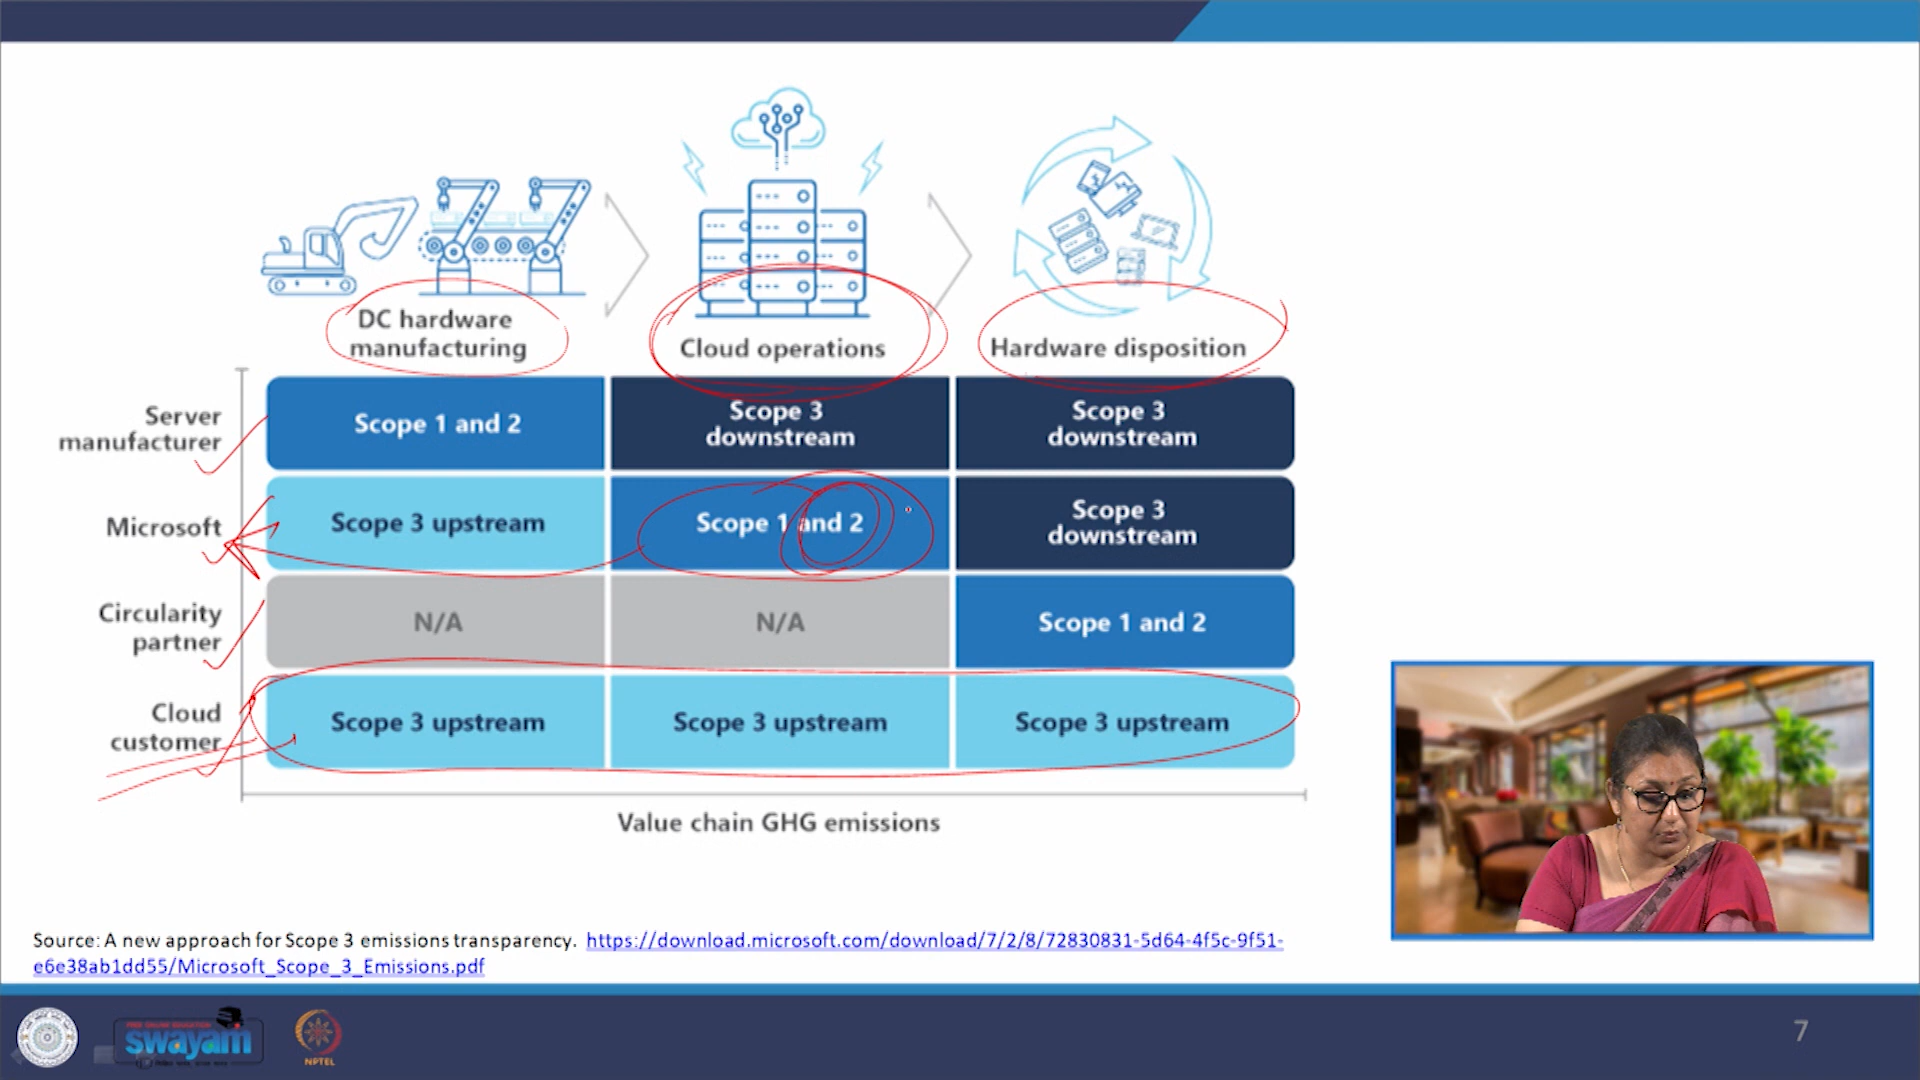 DC hardware
manufacturing
Cloud operations
Hardware disposition
Server
manufacturer
Scope 1 and 2
Scope 3
downstream
Scope 3
downstream
Microsoft
Scope 3 upstream
Scope 1 and 2
Scope 3
downstream
Circularity
partner
N/A
N/A
Scope 1 and 2
Cloud
customer
Scope 3 upstream
Scope 3 upstream
Scope 3 upstream
Value chain GHG emissions
Source: A new approach for Scope 3 emissions transparency. https://download.microsoft.com/download/7/2/8/72830831-5d64-4f5c-9f51-
e6e38ab1dd55/Microsoft_Scope_3_Emissions.pdf
swayam
NPTEL
7